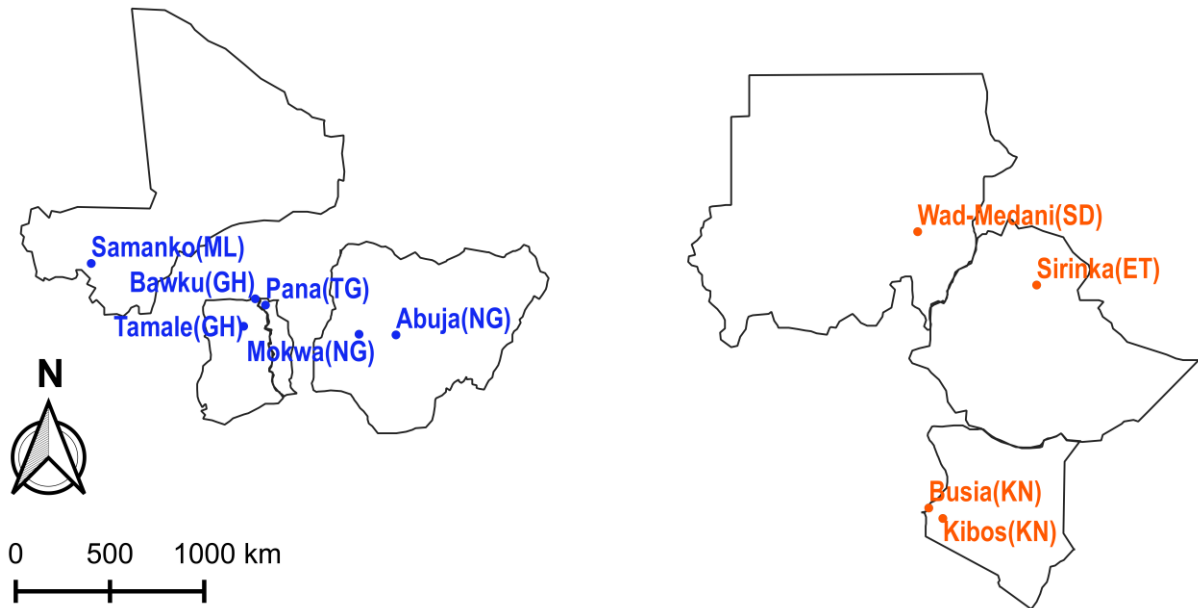 Samanko(ML)
Bawku(GH)
Pana(TG)
Tamale(GH)
Mokwa(NG)
Abuja(NG)
Wad-Medani(SD)
Sirinka(ET)
Busia(KN)
Kibos(KN)
N
0 500 1000 km